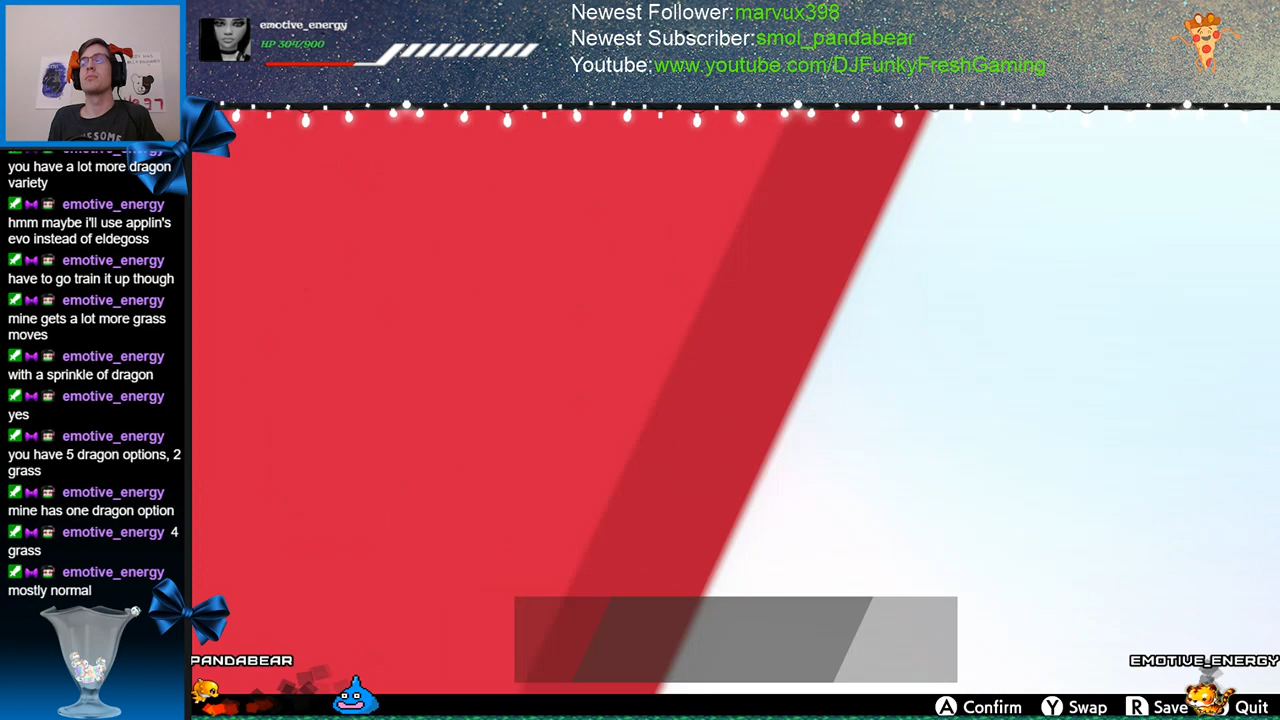 emotive_energy
HP 304/900
Newest Follower:marvux398
Newest Subscriber:smol_pandabear
Youtube:www.youtube.com/DJFunkyFreshGaming
you have a lot more dragon
variety
emotive_energy
hmm maybe i'll use applin's
evo instead of eldegoss
emotive_energy
have to go train it up though
emotive_energy
mine gets a lot more grass
moves
emotive_energy
with a sprinkle of dragon
emotive_energy
yes
emotive_energy
you have 5 dragon options, 2
grass
emotive_energy
mine has one dragon option
emotive_energy 4
grass
emotive_energy
mostly normal
PANDABEAR
EMOTIVE_ENERGY
A Confirm Y Swap R Save Quit